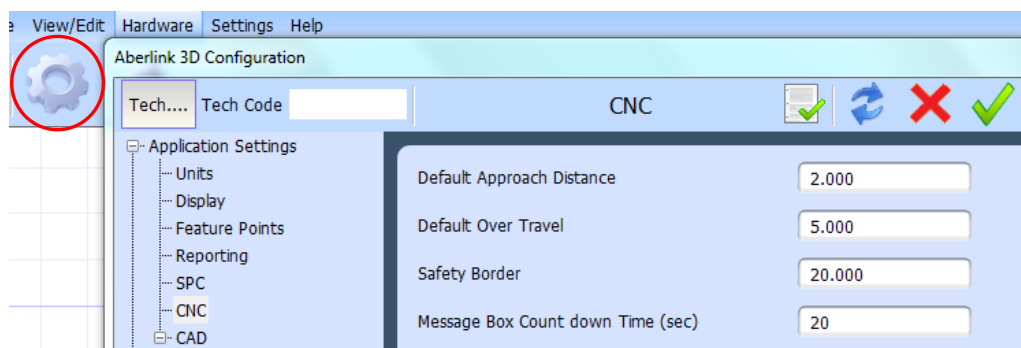 e View/Edit Hardware Settings Help
Aberlink 3D Configuration
Tech.... Tech Code CNC
Application Settings
Units
Display
Feature Points
Reporting
SPC
CNC
CAD
Default Approach Distance 2.000
Default Over Travel 5.000
Safety Border 20.000
Message Box Count down Time (sec) 20